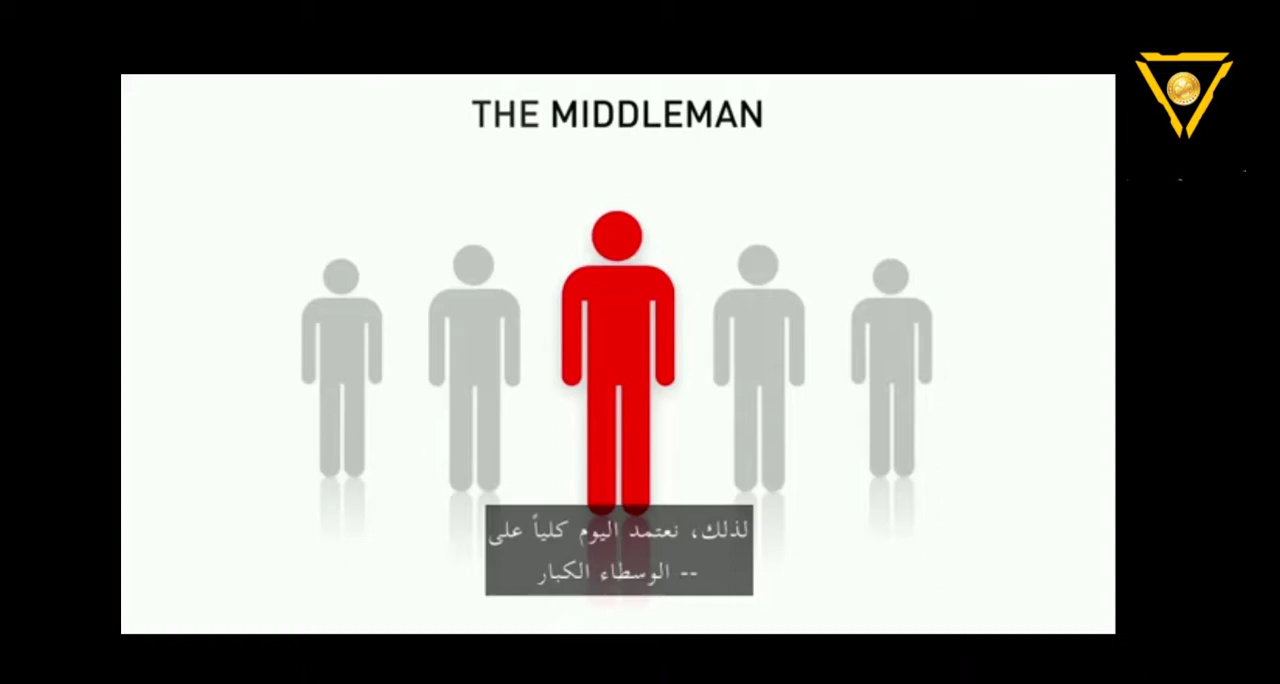 THE MIDDLEMAN
لذلك، نعتمد اليوم كلياً على
الوسطاء الكبار --